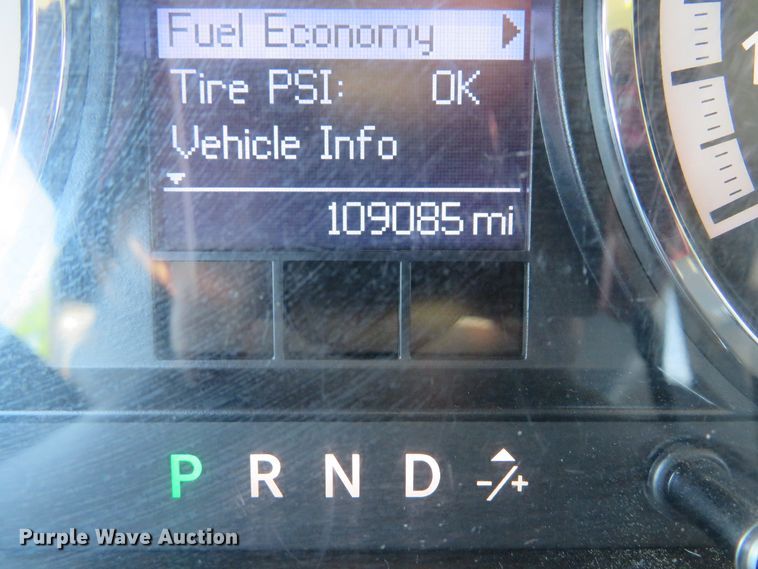 Fuel Economy
Tire PSI: OK
Vehicle Info
109085 mi
P R N D -/+
Purple Wave Auction